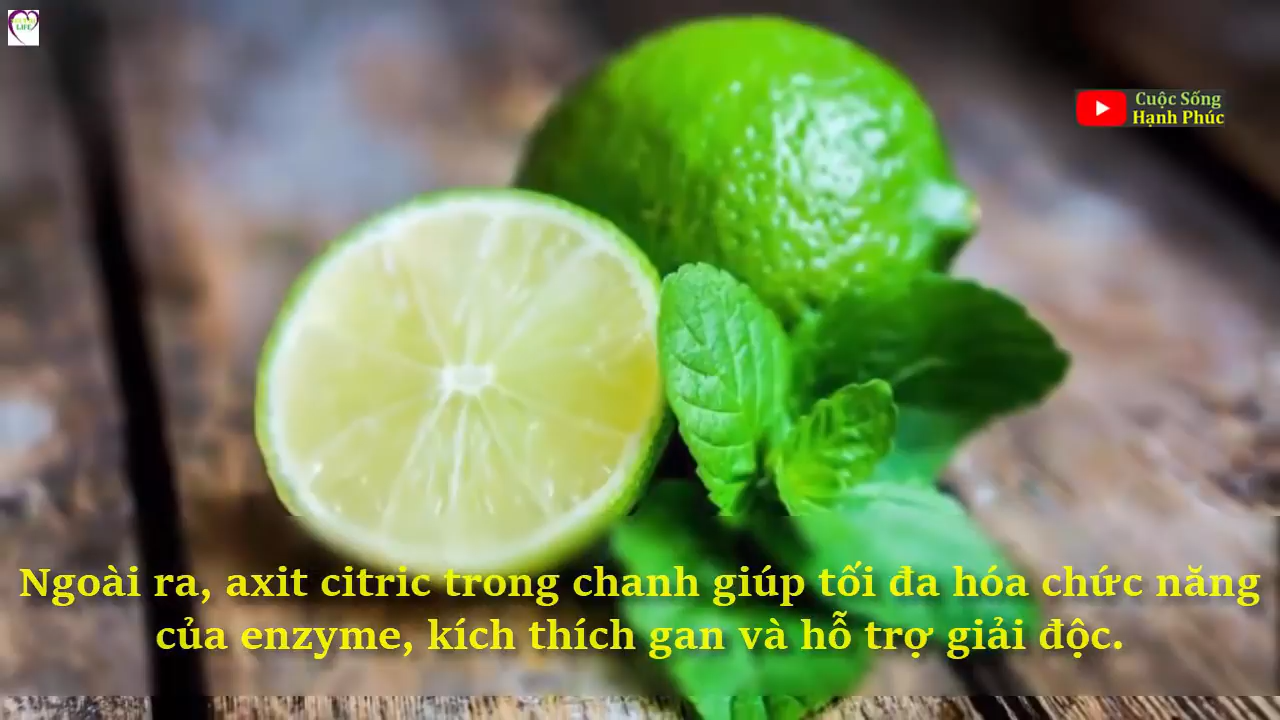 LIFE
Cuộc Sống
Hạnh Phúc
Ngoài ra, axit citric trong chanh giúp tối đa hóa chức năng
của enzyme, kích thích gan và hỗ trợ giải độc.